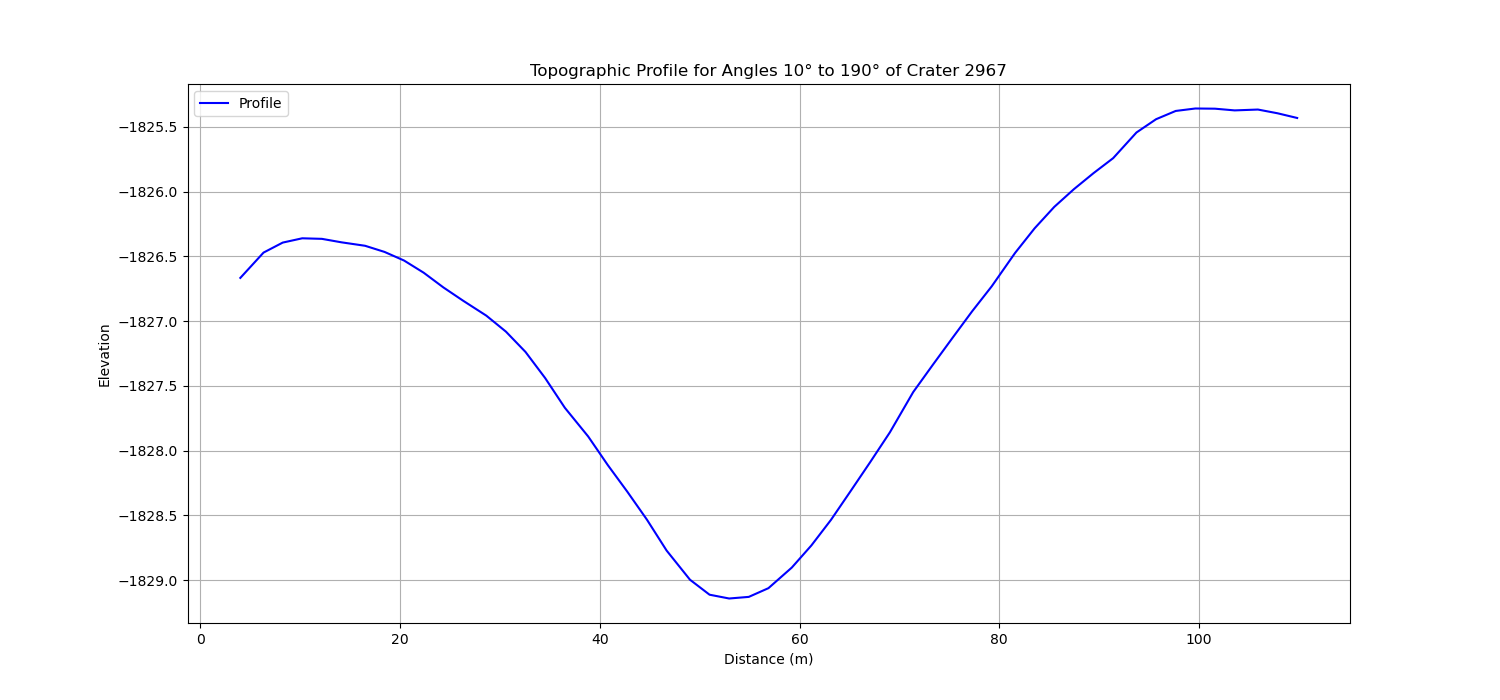 Topographic Profile for Angles 10° to 190° of Crater 2967
Profile
−1825.5
−1826.0
−1826.5
−1827.0
−1827.5
−1828.0
−1828.5
−1829.0
Elevation
0 20 40 60 80 100
Distance (m)